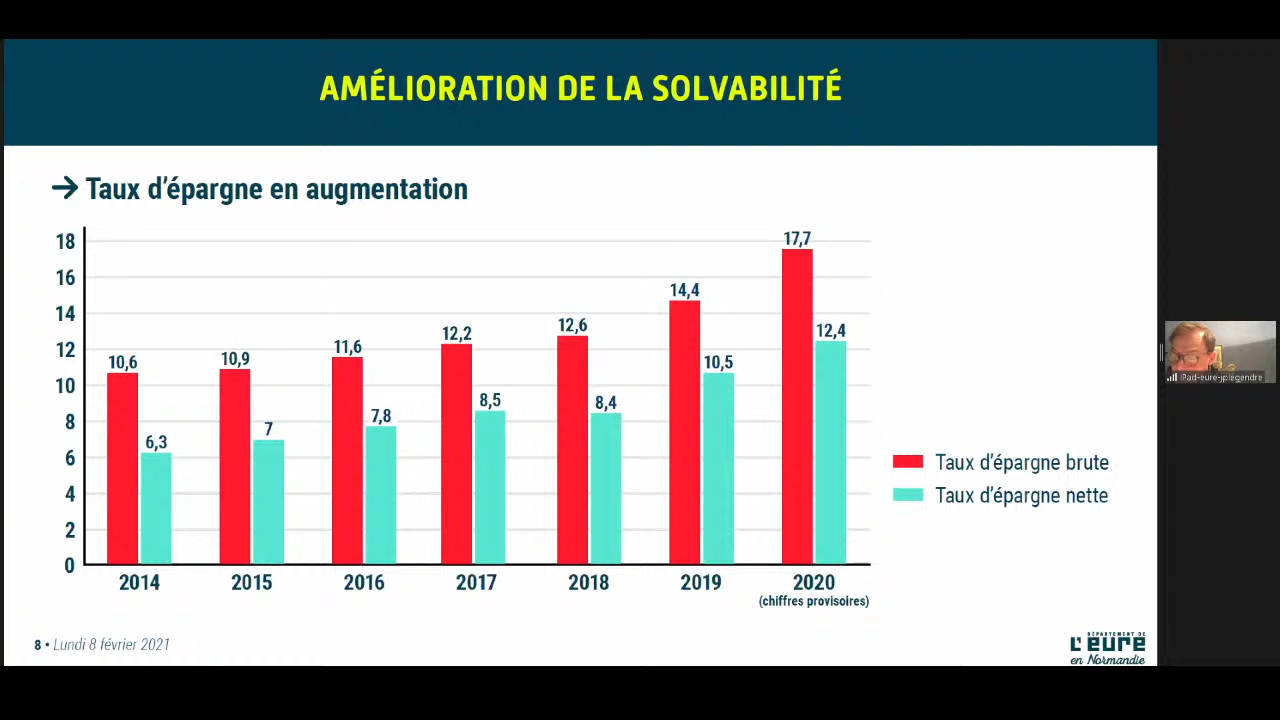 AMÉLIORATION DE LA SOLVABILITÉ
→ Taux d'épargne en augmentation
18
16
14
12
10
8
6
4
2
0
10,6
6,3
10,9
7
11,6
7,8
12,2
8,5
12,6
8,4
14,4
10,5
17,7
12,4
2014 2015 2016 2017 2018 2019 2020
(chiffres provisoires)
Taux d'épargne brute
Taux d'épargne nette
iPad-eure-jplegendre
8 • Lundi 8 février 2021
DÉPARTEMENT DE
L'EURE
en Normandie